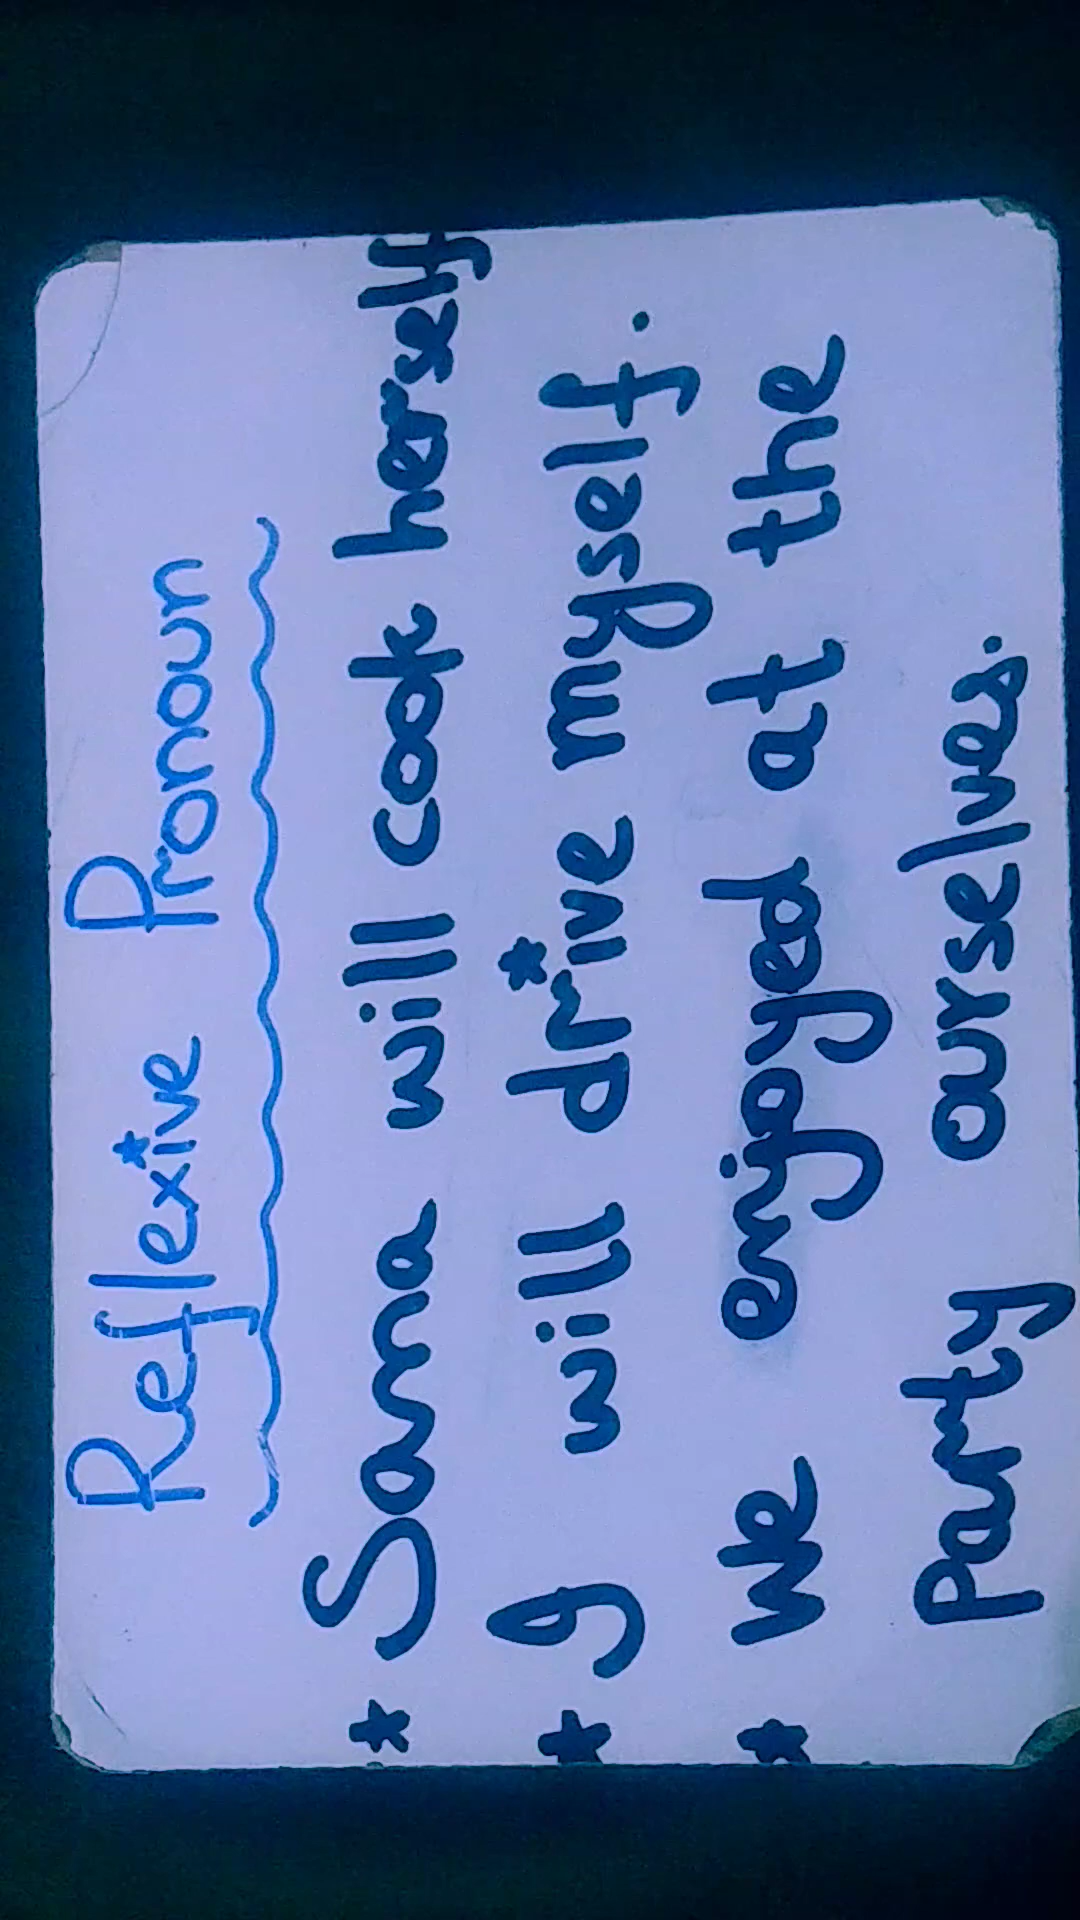 Reflexive Pronoun
* Sama will cook herself
* I will drive myself.
* We enjoyed at the
Party ourselves.